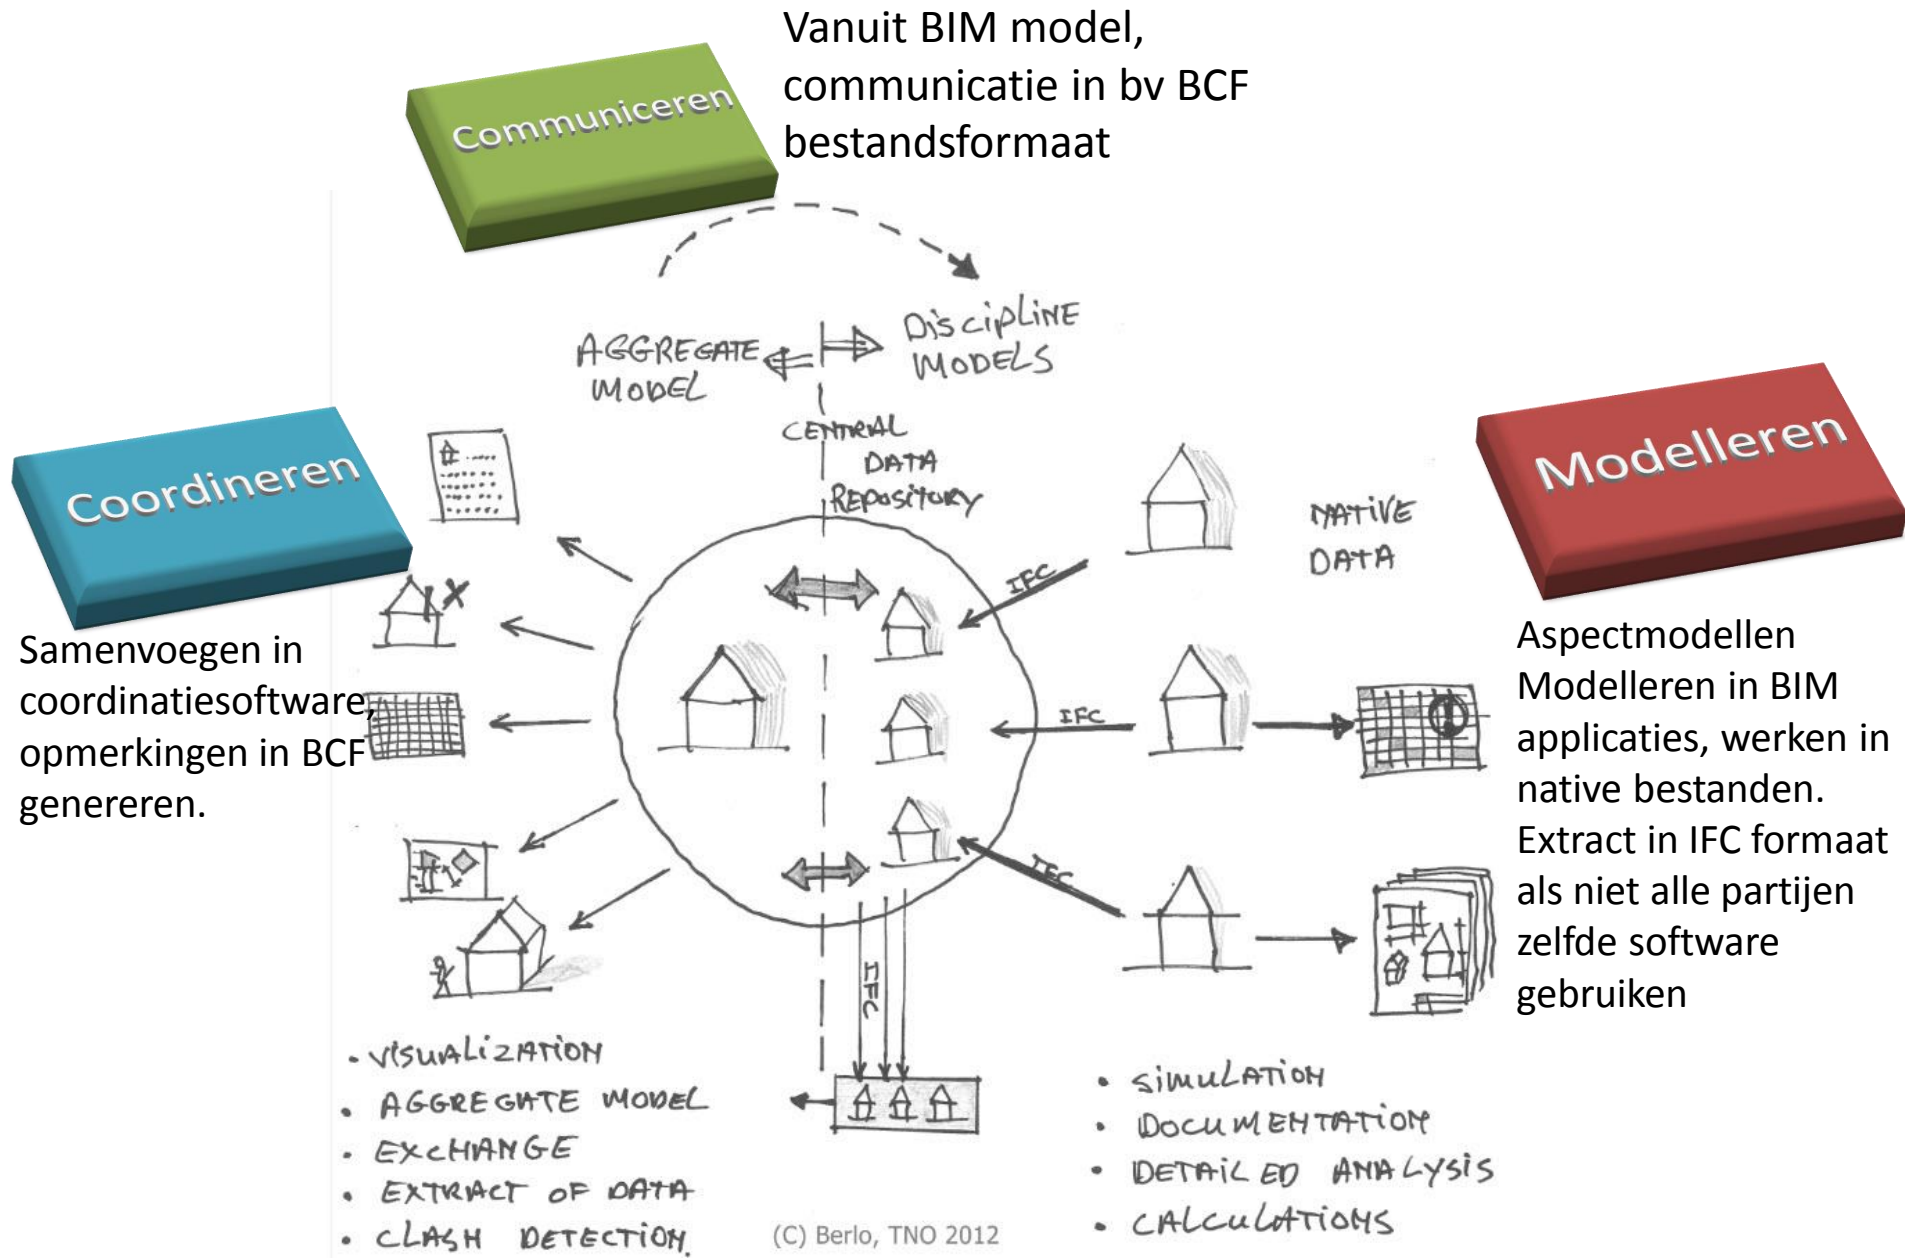 Vanuit BIM model,
communicatie in bv BCF
bestandsformaat
Communiceren
AGGREGATE
MODEL
DisciPLiNE
MODELS
CENTRAL
DATA
REPOSiTORY
Coordineren
Samenvoegen in
coordinatiesoftware,
opmerkingen in BCF
genereren.
Modelleren
NATiVE
DATA
Aspectmodellen
Modelleren in BIM
applicaties, werken in
native bestanden.
Extract in IFC formaat
als niet alle partijen
zelfde software
gebruiken
IFC
IFC
IFC
IFC
• VISUALiZATION
• AGGREGATE MODEL
• EXCHANGE
• EXTRACT OF DATA
• CLASH DETECTION.
• SiMULATION
• DOCUMENTATION
• DETAiLED ANALYSiS
• CALCULATIONS
(C) Berlo, TNO 2012